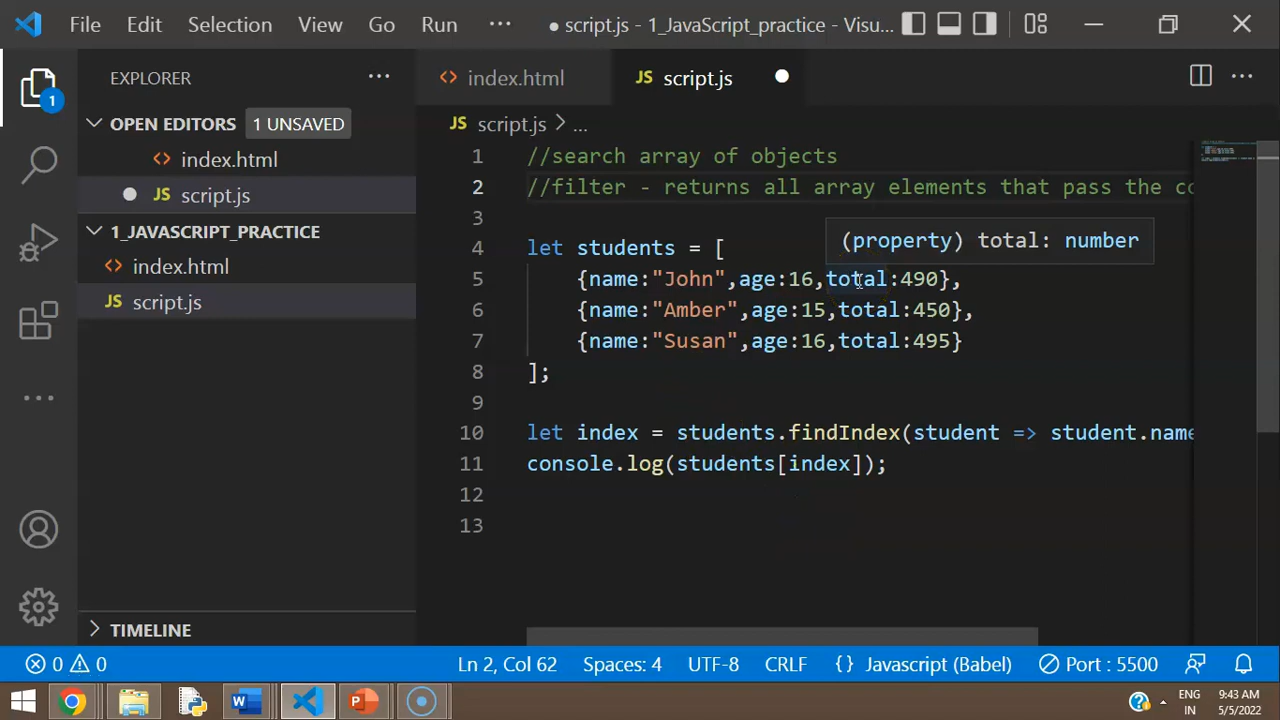 File Edit Selection View Go Run ··· ● script.js - 1_JavaScript_practice - Visu...
EXPLORER ···
1
OPEN EDITORS 1 UNSAVED
<> index.html
● JS script.js
1_JAVASCRIPT_PRACTICE
<> index.html
JS script.js
TIMELINE
<> index.html JS script.js ●
JS script.js > ...
1 //search array of objects
2 //filter - returns all array elements that pass the co
3
(property) total: number
4 let students = [
5 {name:"John",age:16,total:490},
6 {name:"Amber",age:15,total:450},
7 {name:"Susan",age:16,total:495}
8 ];
9
10 let index = students.findIndex(student => student.name
11 console.log(students[index]);
12
13
0 0 Ln 2, Col 62 Spaces: 4 UTF-8 CRLF {} Javascript (Babel) Port : 5500
ENG 9:43 AM
IN 5/5/2022